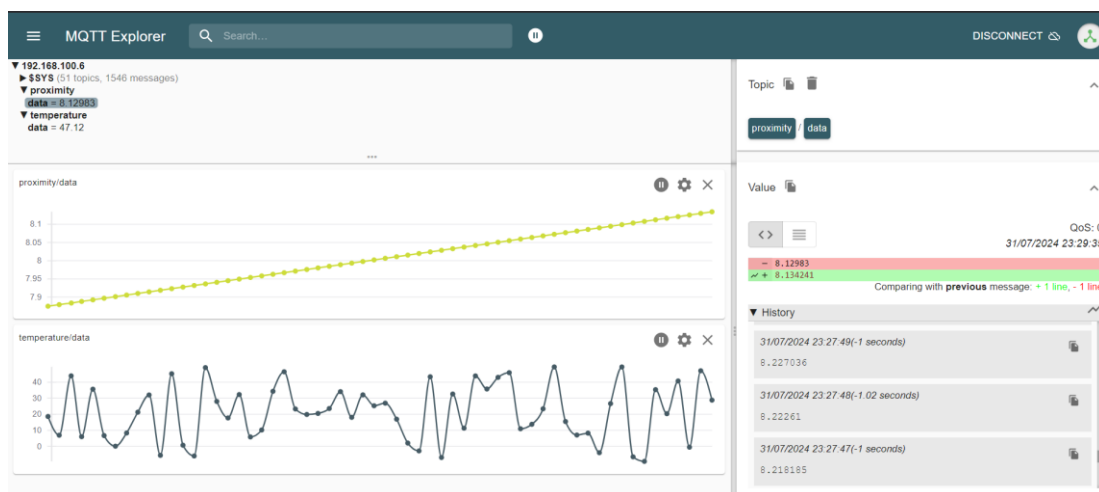 MQTT Explorer
Search...
DISCONNECT
▼ 192.168.100.6
▶ $SYS (51 topics, 1546 messages)
▼ proximity
data = 8.12983
▼ temperature
data = 47.12
proximity/data
8.1
8.05
8
7.95
7.9
temperature/data
40
30
20
10
0
Topic
proximity / data
Value
QoS:
31/07/2024 23:29:
- 8.12983
+ 8.134241
Comparing with previous message: + 1 line, - 1 line
▼ History
31/07/2024 23:27:49(-1 seconds)
8.227036
31/07/2024 23:27:48(-1.02 seconds)
8.22261
31/07/2024 23:27:47(-1 seconds)
8.218185